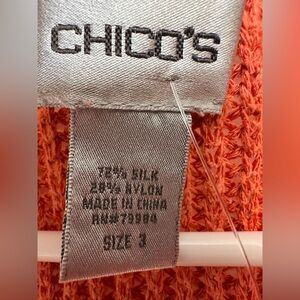 CHICO'S
72% SILK
28% NYLON
MADE IN CHINA
RN#79984
SIZE 3